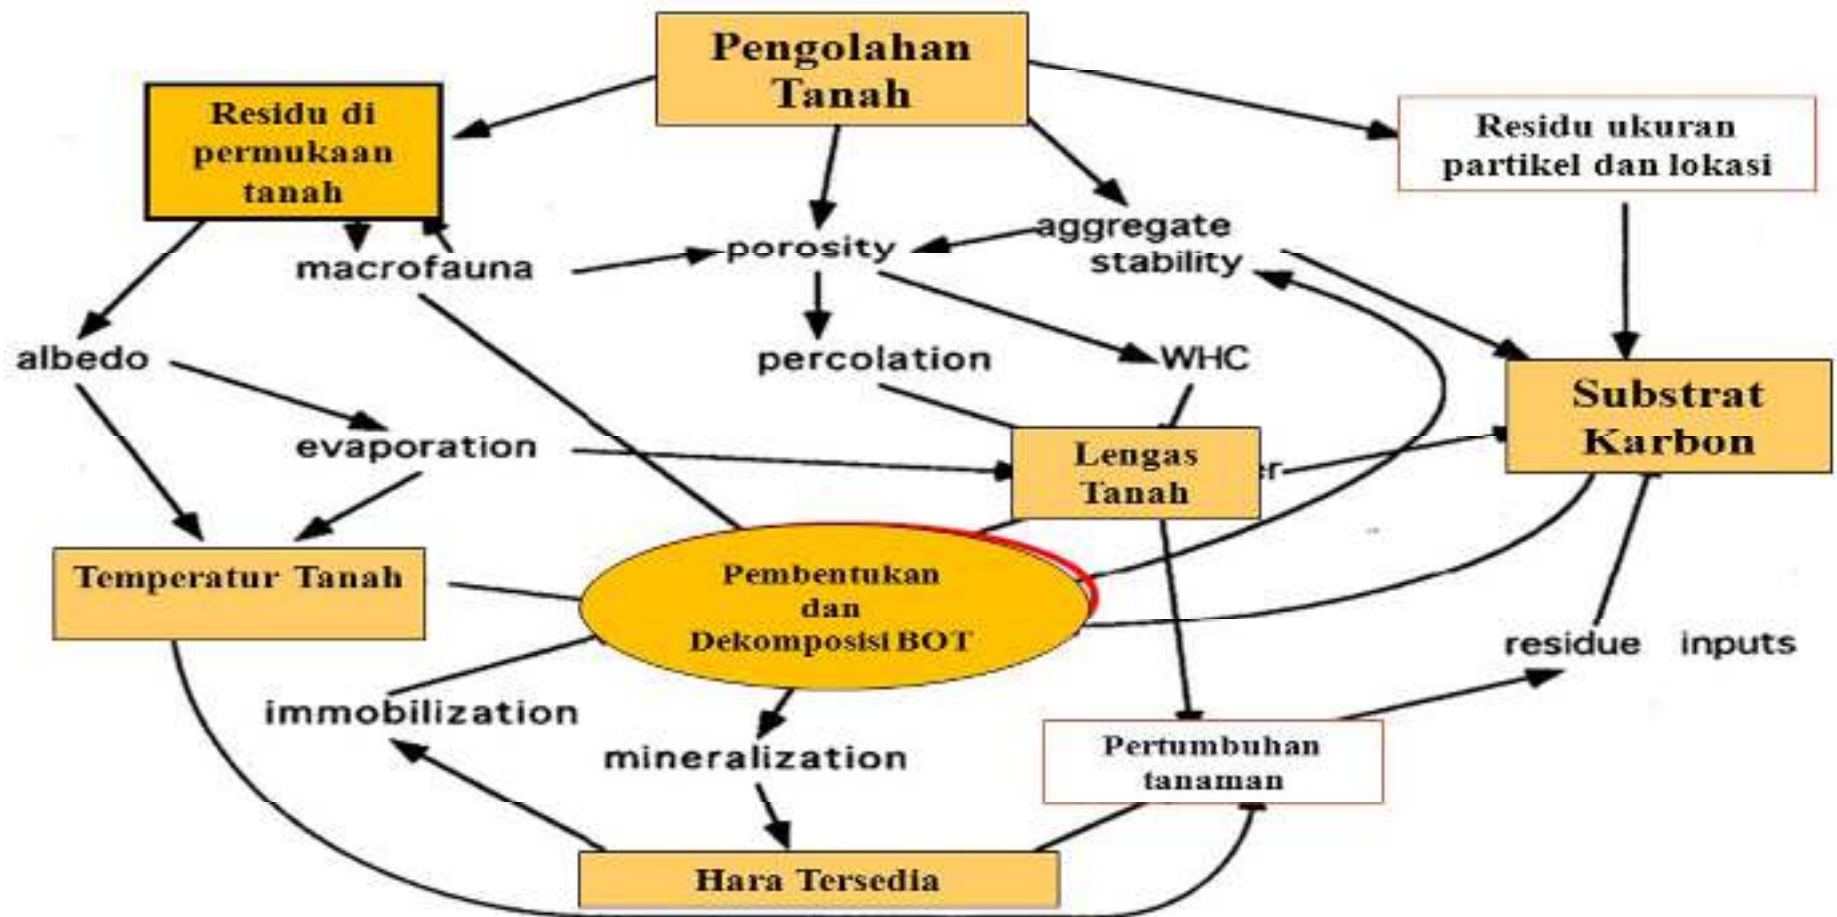 Pengolahan
Tanah
Residu di
permukaan
tanah
Residu ukuran
partikel dan lokasi
macrofauna
porosity
aggregate
stability
albedo
percolation
WHC
Substrat
Karbon
evaporation
Lengas
Tanah
er
Temperatur Tanah
Pembentukan
dan
Dekomposisi BOT
residue inputs
immobilization
mineralization
Pertumbuhan
tanaman
Hara Tersedia